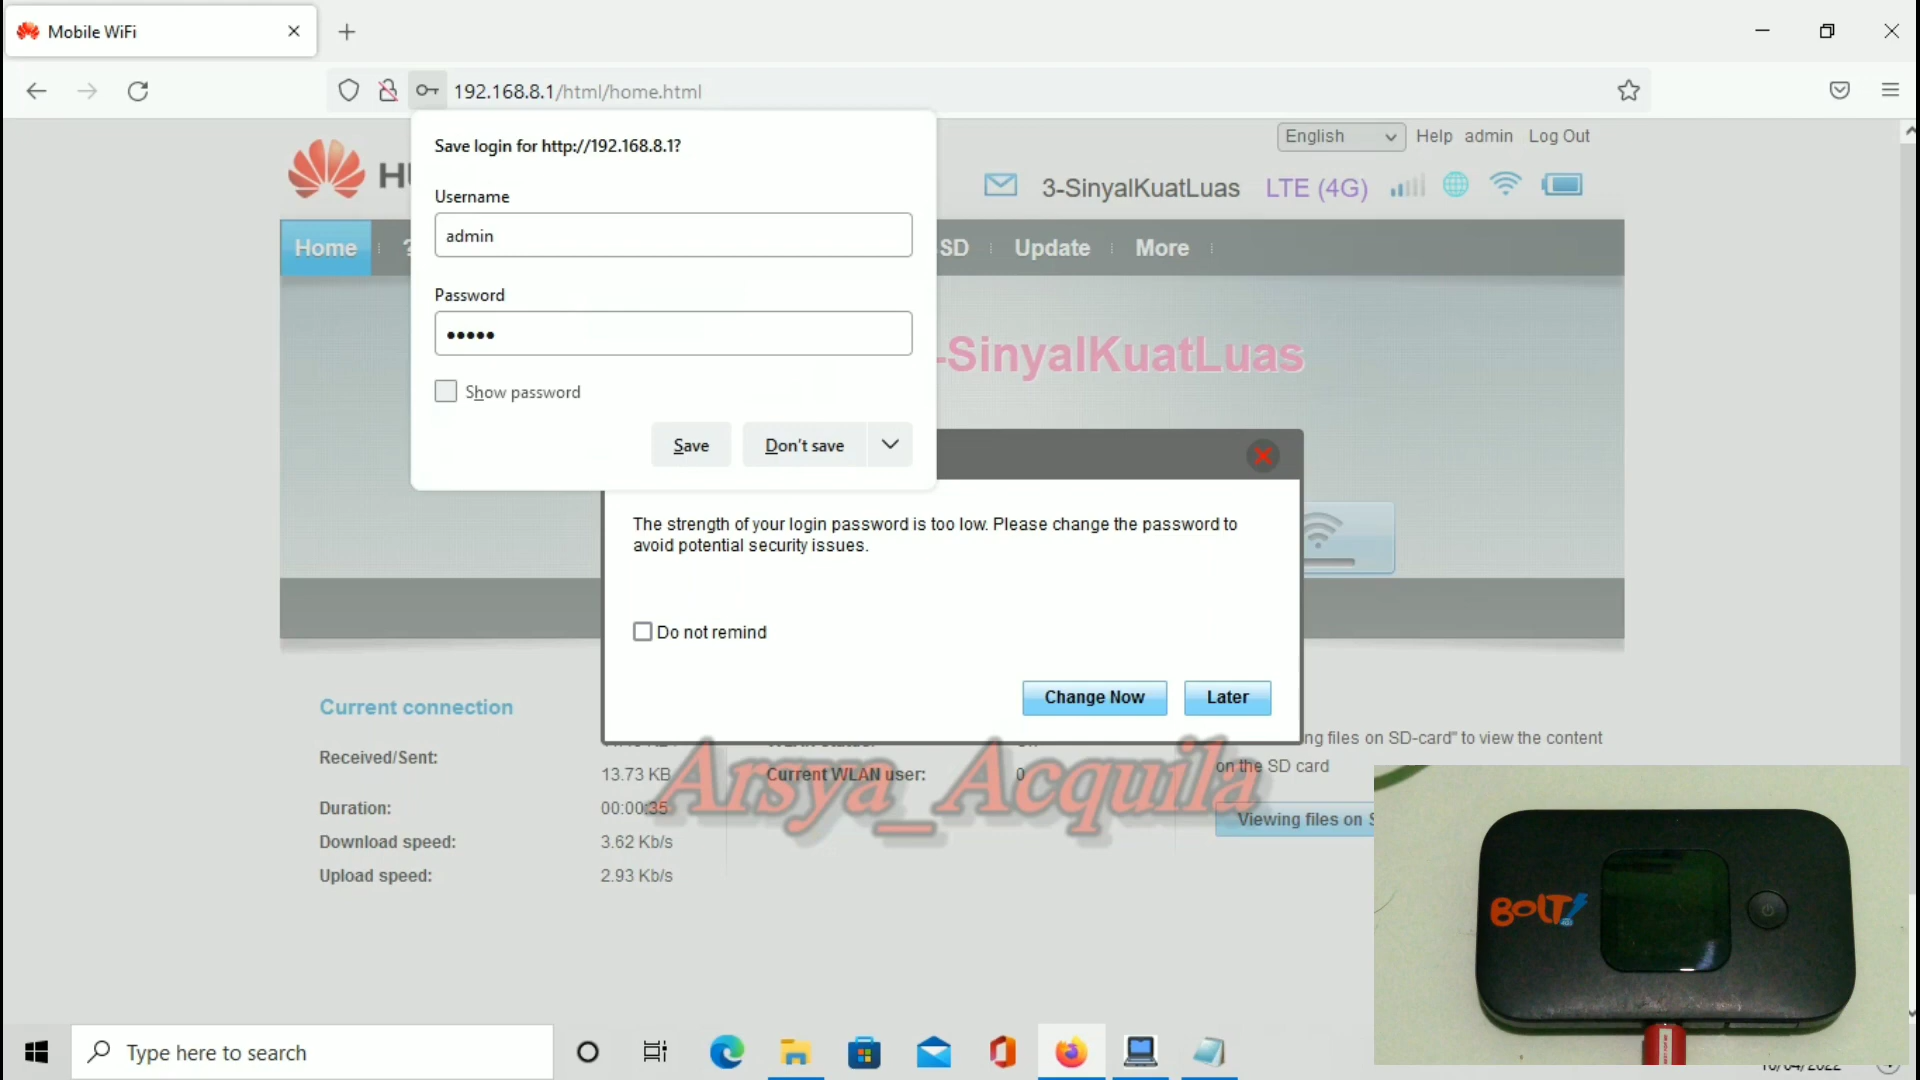 Mobile WiFi
192.168.8.1/html/home.html
Save login for http://192.168.8.1?
Username
admin
Password
•••••
Show password
Save
Don't save
English
Help
admin
Log Out
3-SinyalKuatLuas
LTE (4G)
Home
SD
Update
More
-SinyalKuatLuas
The strength of your login password is too low. Please change the password to
avoid potential security issues.
Do not remind
Change Now
Later
Current connection
Received/Sent:
13.73 KB
Duration:
00:00:35
Download speed:
3.62 Kb/s
Upload speed:
2.93 Kb/s
Current WLAN user:
0
ng files on SD-card" to view the content
on the SD card
Viewing files on S
Arsya_Acquila
BOLT!
Type here to search